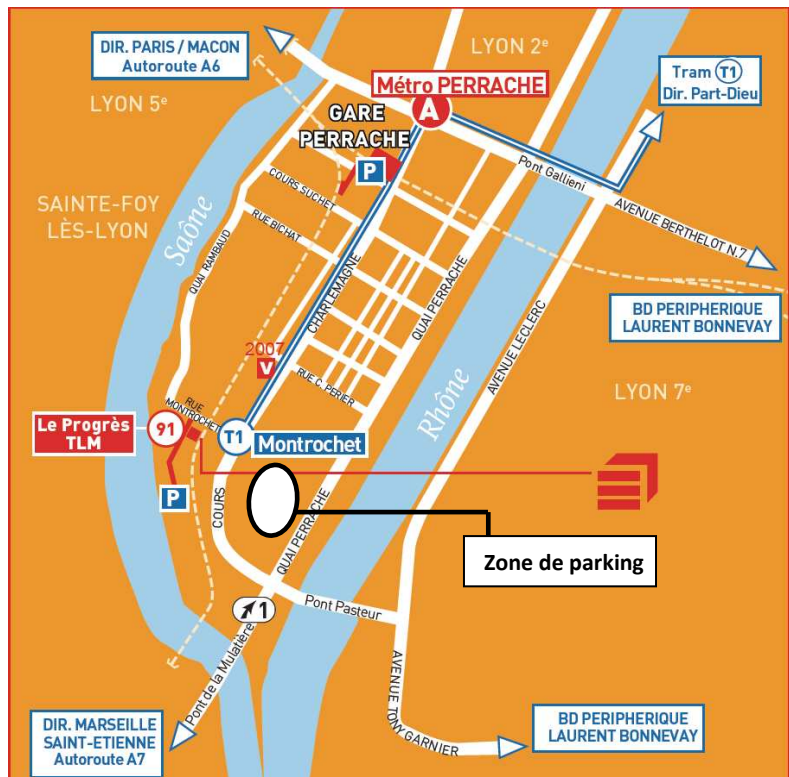 DIR. PARIS / MACON
Autoroute A6
LYON 2e
Tram T1
Dir. Part-Dieu
Métro PERRACHE
A
LYON 5e
GARE
PERRACHE
P
Pont Gallieni
COURS SUCHET
SAINTE-FOY
LÈS-LYON
Saône
RUE BICHAT
AVENUE BERTHELOT N.7
QUAI RAMBAUD
CHARLEMAGNE
QUAI PERRACHE
BD PERIPHERIQUE
LAURENT BONNEVAY
AVENUE LECLERC
2007
V
RUE C. PERIER
Rhône
LYON 7e
Le Progrès
TLM
91
RUE
MONTROCHET
T1
Montrochet
P
COURS
QUAI PERRACHE
Zone de parking
1
Pont Pasteur
Pont de la Mulatière
AVENUE TONY GARNIER
DIR. MARSEILLE
SAINT-ETIENNE
Autoroute A7
BD PERIPHERIQUE
LAURENT BONNEVAY